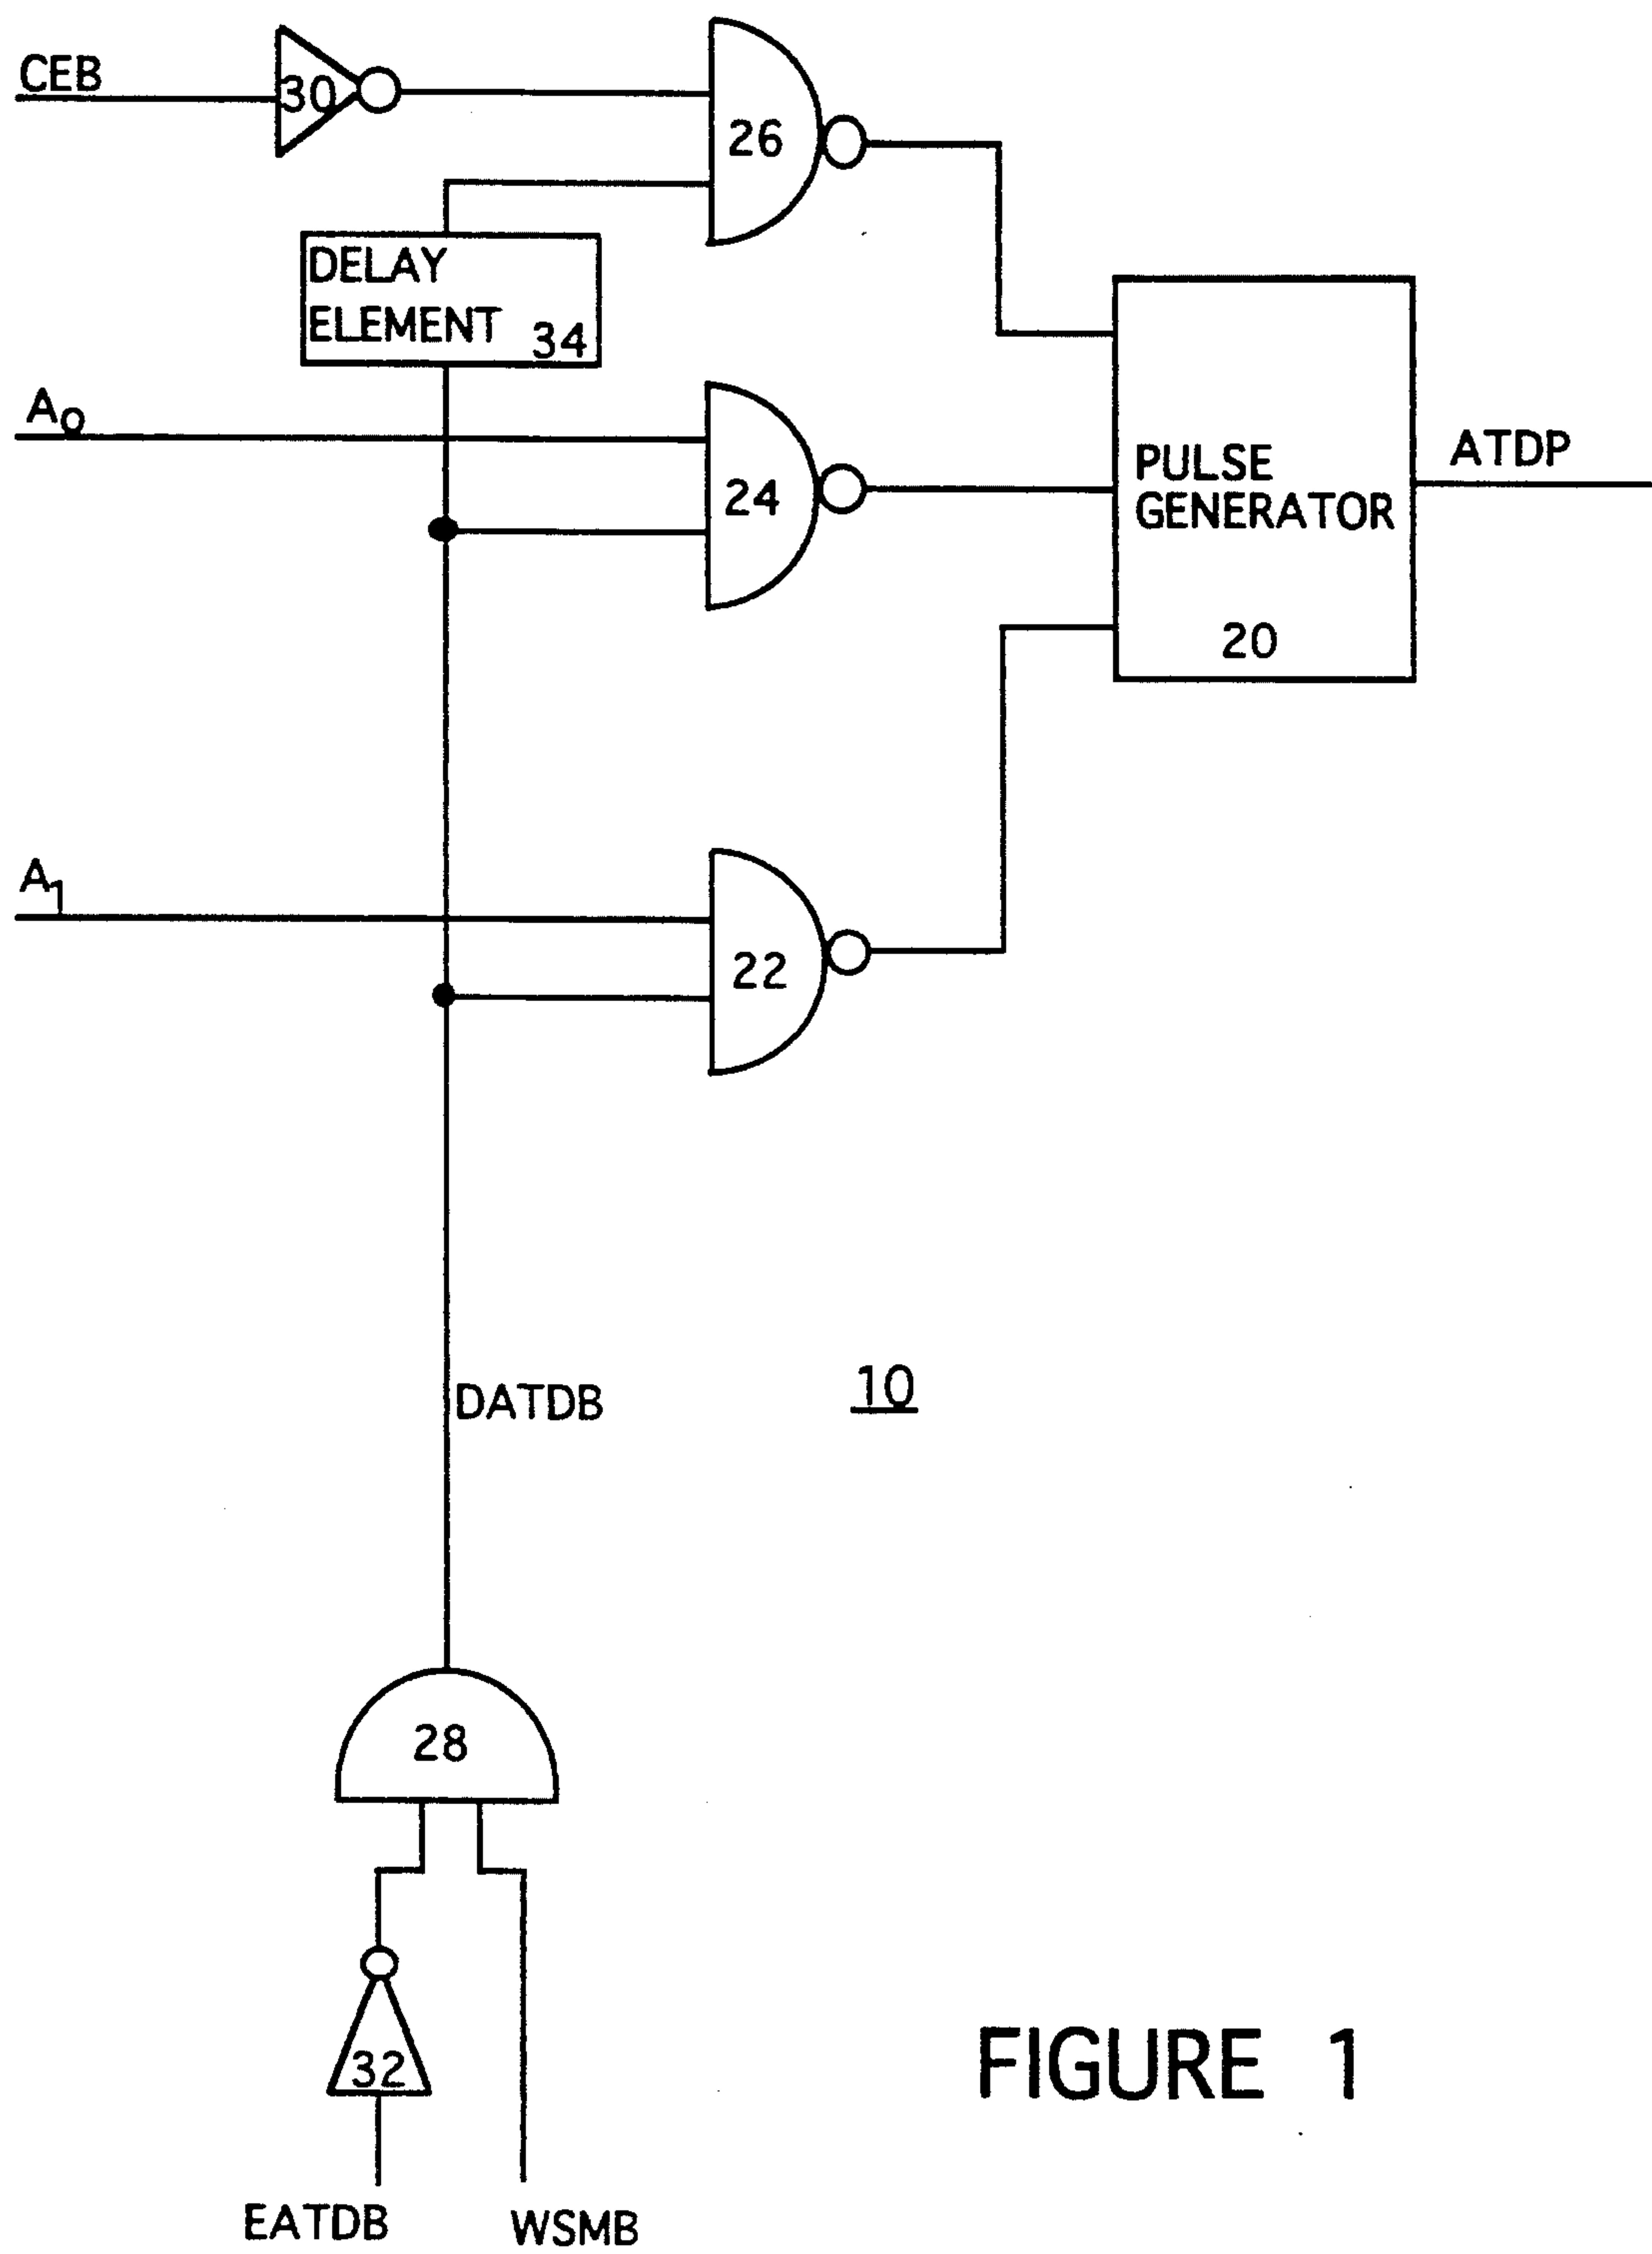 CEB
30
26
DELAY
ELEMENT 34
A0
24
PULSE
GENERATOR
20
ATDP
A1
22
DATDB
10
28
32
EATDB
WSMB
FIGURE 1